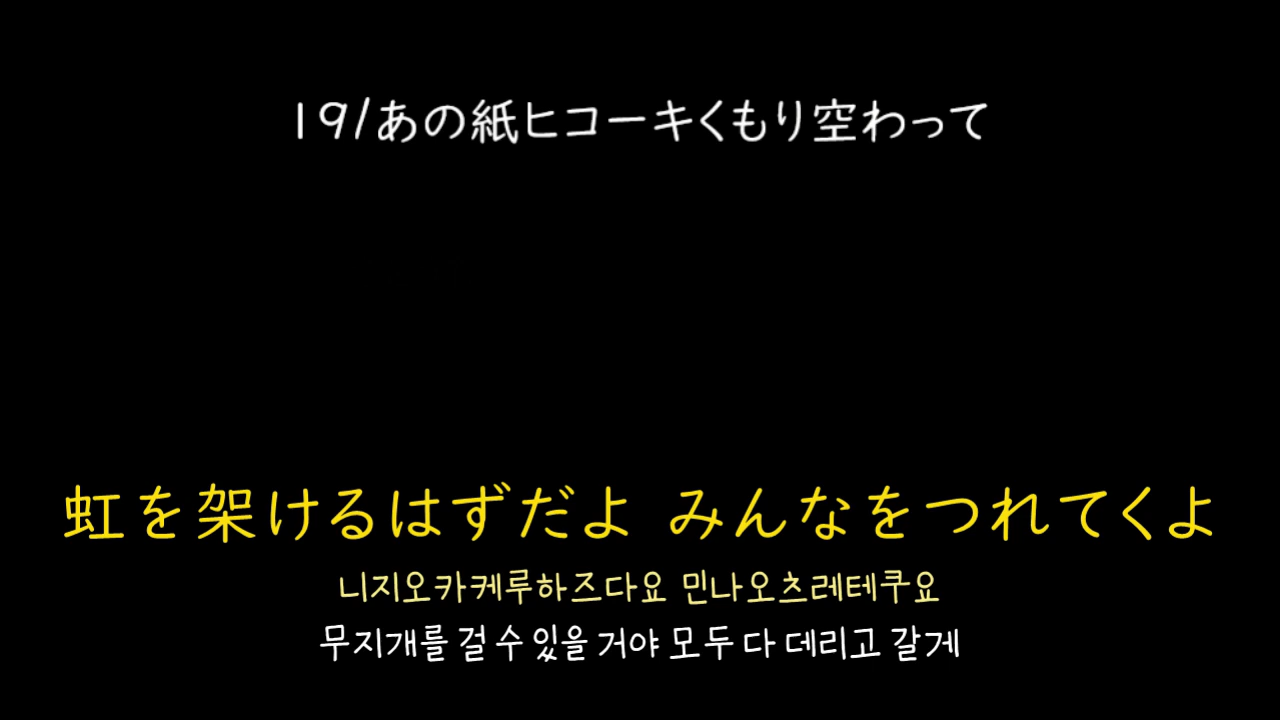 19/あの紙ヒコーキくもり空わって
虹を架けるはずだよ みんなをつれてくよ
니지오카케루하즈다요 민나오츠레테쿠요
무지개를 걸 수 있을 거야 모두 다 데리고 갈게